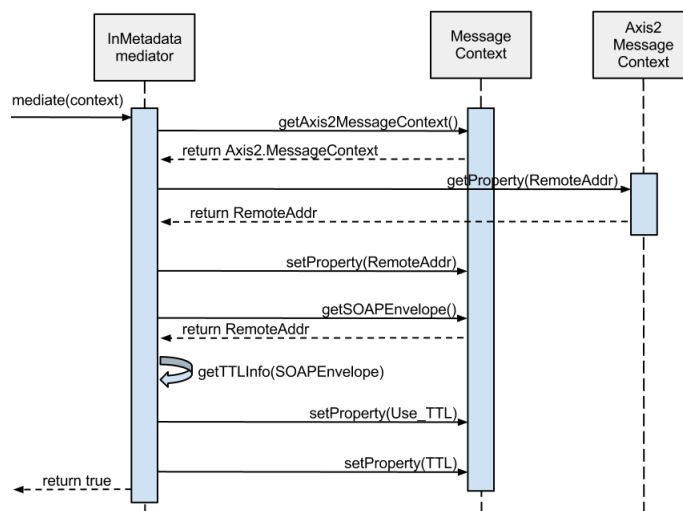 InMetadata
mediator
Message
Context
Axis2
Message
Context
mediate(context)
getAxis2MessageContext()
return Axis2.MessageContext
getProperty(RemoteAddr)
return RemoteAddr
setProperty(RemoteAddr)
getSOAPEnvelope()
return RemoteAddr
getTTLInfo(SOAPEnvelope)
setProperty(Use_TTL)
setProperty(TTL)
return true